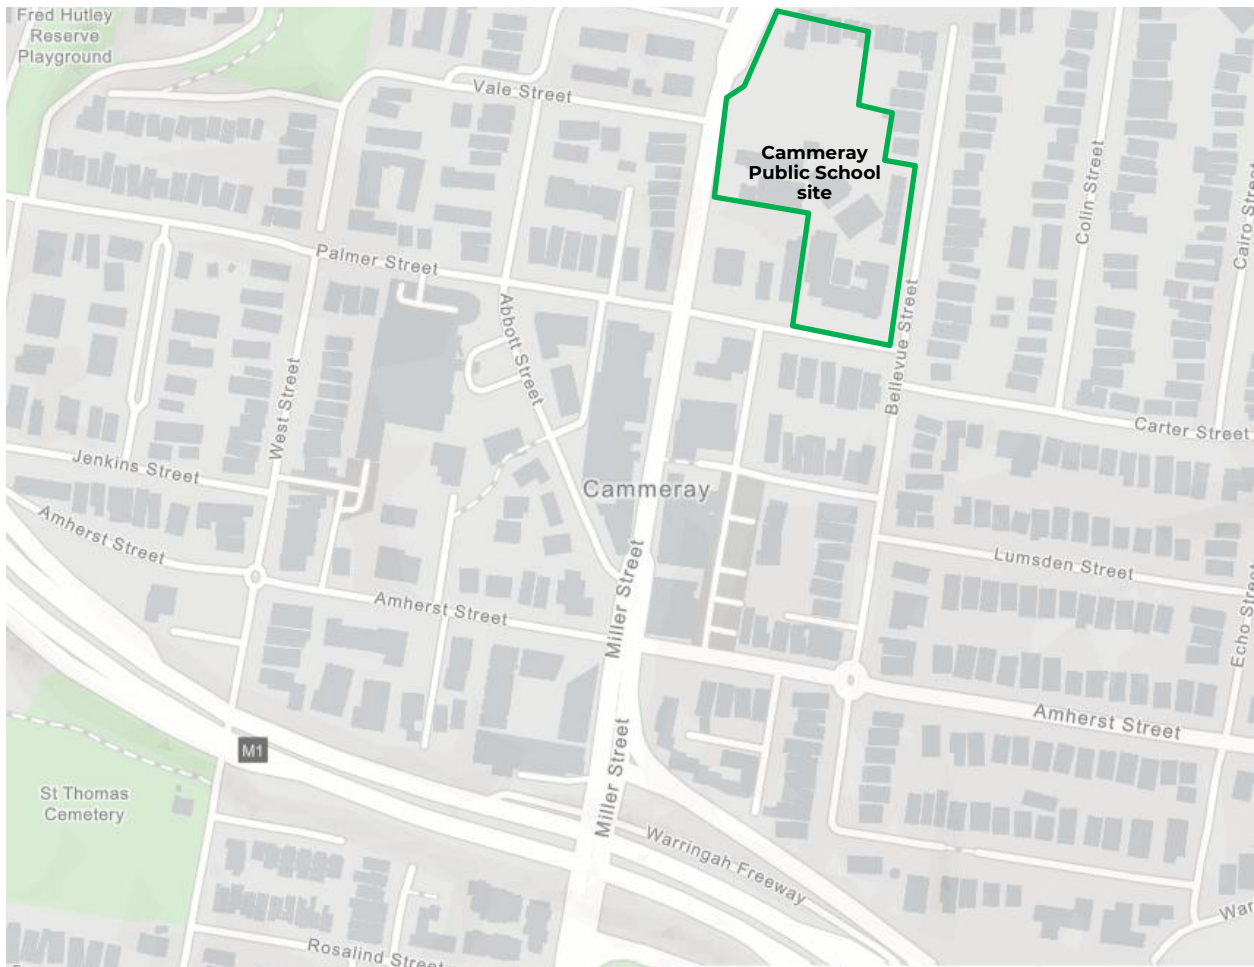 Fred Hutley
Reserve
Playground
Vale Street
Cammeray
Public School
site
Colin Street
Cairo Street
Palmer Street
Abbott Street
Bellevue Street
West Street
Carter Street
Jenkins Street
Cammeray
Amherst Street
Lumsden Street
Amherst Street
Miller Street
Echo Street
Amherst Street
M1
Miller Street
St Thomas
Cemetery
Warringah Freeway
War
Rosalind Street